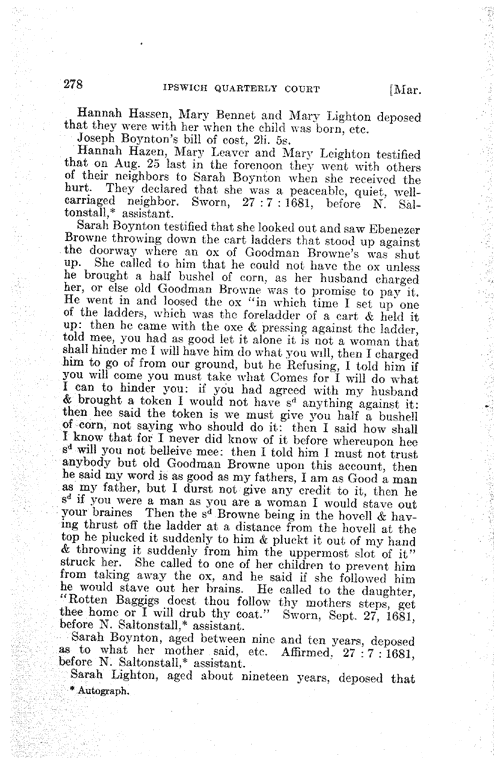 278 IPSWICH QUARTERLY COURT [Mar.
Hannah Hassen, Mary Bennet and Mary Lighton deposed
that they were with her when the child was born, etc.
Joseph Boynton's bill of cost, 2li. 5s.
Hannah Hazen, Mary Leaver and Mary Leighton testified
that on Aug. 25 last in the forenoon they went with others
of their neighbors to Sarah Boynton when she received the
hurt. They declared that she was a peaceable, quiet, well-
carriaged neighbor. Sworn, 27 : 7 : 1681, before N. Sal-
tonstall,* assistant.
Sarah Boynton testified that she looked out and saw Ebenezer
Browne throwing down the cart ladders that stood up against
the doorway where an ox of Goodman Browne's was shut
up. She called to him that he could not have the ox unless
he brought a half bushel of corn, as her husband charged
her, or else old Goodman Browne was to promise to pay it.
He went in and loosed the ox "in which time I set up one
of the ladders, which was the foreladder of a cart & held it
up: then he came with the oxe & pressing against the ladder,
told mee, you had as good let it alone it is not a woman that
shall hinder me I will have him do what you will, then I charged
him to go of from our ground, but he Refusing, I told him if
you will come you must take what Comes for I will do what
I can to hinder you: if you had agreed with my husband
& brought a token I would not have sᵈ anything against it:
then hee said the token is we must give you half a bushell
of corn, not saying who should do it: then I said how shall
I know that for I never did know of it before whereupon hee
sᵈ will you not belleive mee: then I told him I must not trust
anybody but old Goodman Browne upon this account, then
he said my word is as good as my fathers, I am as Good a man
as my father, but I durst not give any credit to it, then he
sᵈ if you were a man as you are a woman I would stave out
your braines Then the sᵈ Browne being in the hovell & hav-
ing thrust off the ladder at a distance from the hovell at the
top he plucked it suddenly to him & pluckt it out of my hand
& throwing it suddenly from him the uppermost slot of it"
struck her. She called to one of her children to prevent him
from taking away the ox, and he said if she followed him
he would stave out her brains. He called to the daughter,
"Rotten Baggigs doest thou follow thy mothers steps, get
thee home or I will drub thy coat." Sworn, Sept. 27, 1681,
before N. Saltonstall,* assistant.
Sarah Boynton, aged between nine and ten years, deposed
as to what her mother said, etc. Affirmed, 27 : 7 : 1681,
before N. Saltonstall,* assistant.
Sarah Lighton, aged about nineteen years, deposed that
* Autograph.